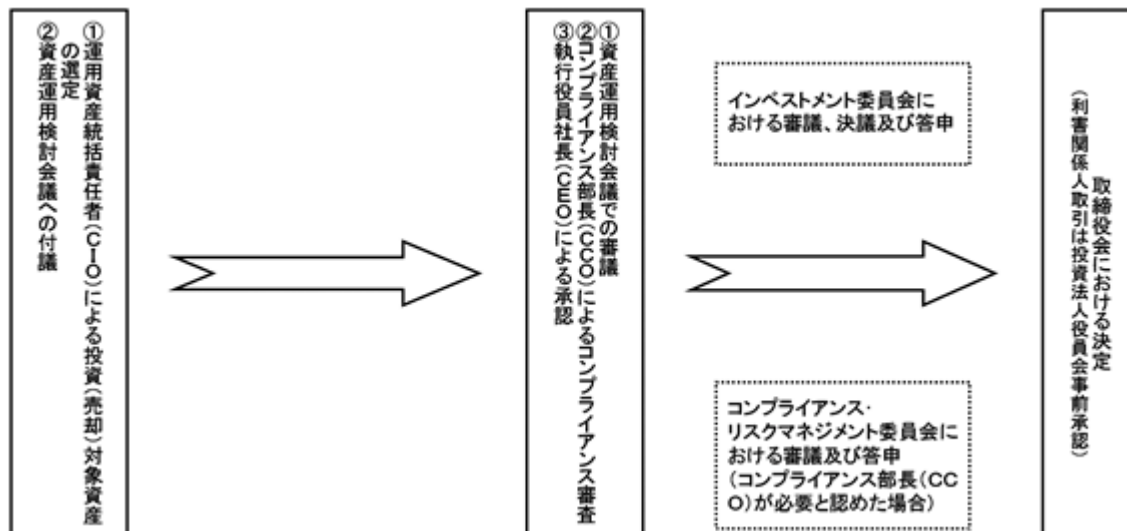 ①運用資産統括責任者(CIO)による投資(売却)対象資産
の選定
②資産運用検討会議への付議
①資産運用検討会議での審議
②コンプライアンス部長(CCO)によるコンプライアンス審査
③執行役員社長(CEO)による承認
インベストメント委員会に
おける審議、決議及び答申
コンプライアンス・
リスクマネジメント委員会に
おける審議及び答申
(コンプライアンス部長(CC
O)が必要と認めた場合)
取締役会における決定
(利害関係人取引は投資法人役員会事前承認)